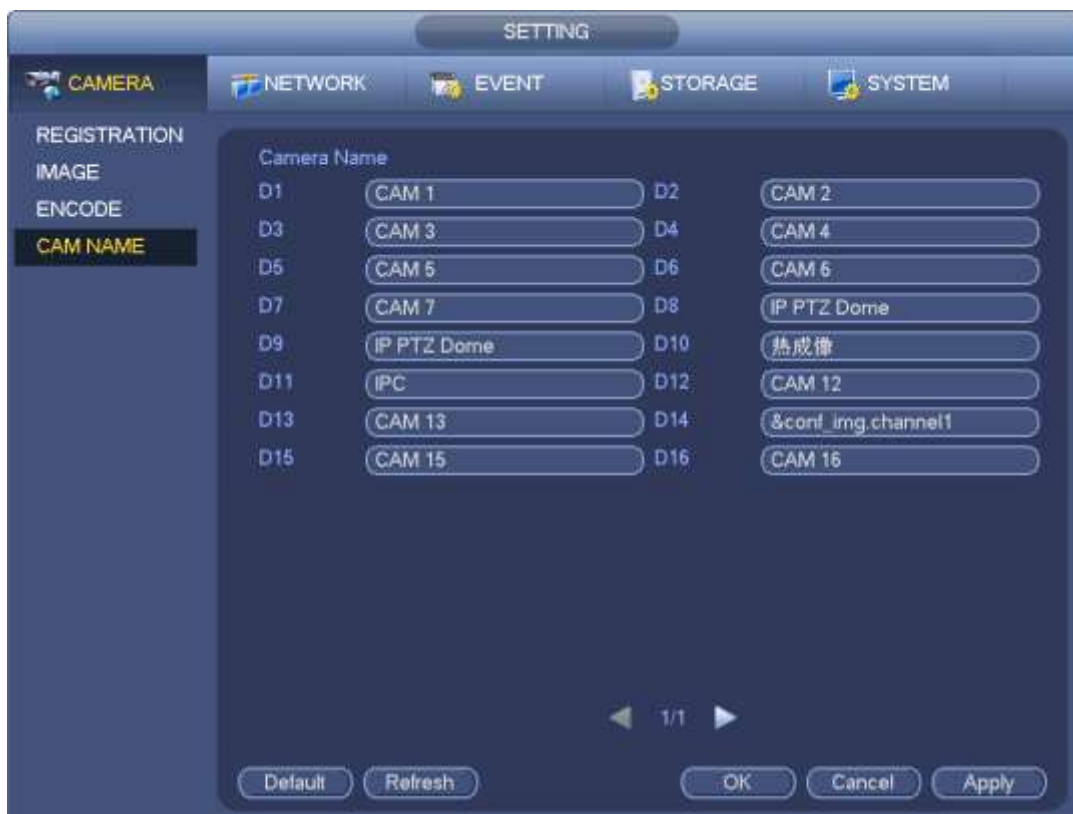 SETTING
CAMERA NETWORK EVENT STORAGE SYSTEM
REGISTRATION
IMAGE
ENCODE
CAM NAME
Camera Name
D1 CAM 1 D2 CAM 2
D3 CAM 3 D4 CAM 4
D5 CAM 5 D6 CAM 6
D7 CAM 7 D8 IP PTZ Dome
D9 IP PTZ Dome D10 热成像
D11 IPC D12 CAM 12
D13 CAM 13 D14 &conf_img.channel1
D15 CAM 15 D16 CAM 16
1/1
Default Refresh OK Cancel Apply